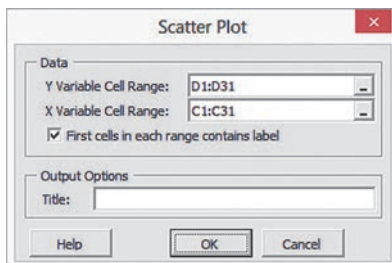 Scatter Plot
Data
Y Variable Cell Range: D1:D31
X Variable Cell Range: C1:C31
First cells in each range contains label
Output Options
Title:
Help OK Cancel